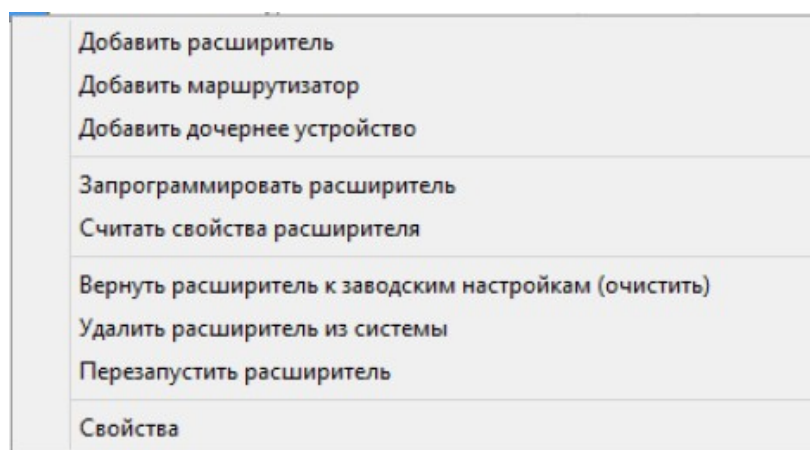 Добавить расширитель
Добавить маршрутизатор
Добавить дочернее устройство
Запрограммировать расширитель
Считать свойства расширителя
Вернуть расширитель к заводским настройкам (очистить)
Удалить расширитель из системы
Перезапустить расширитель
Свойства